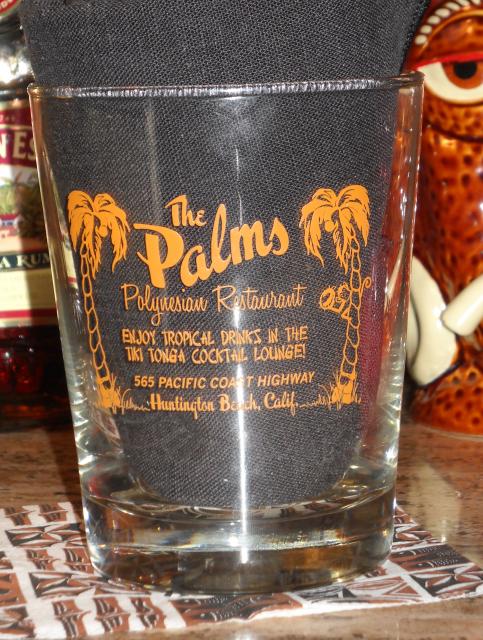 The
Palms
Polynesian Restaurant
ENJOY TROPICAL DRINKS IN THE
TIKI TONGA COCKTAIL LOUNGE!
565 PACIFIC COAST HIGHWAY
Huntington Beach, Calif.